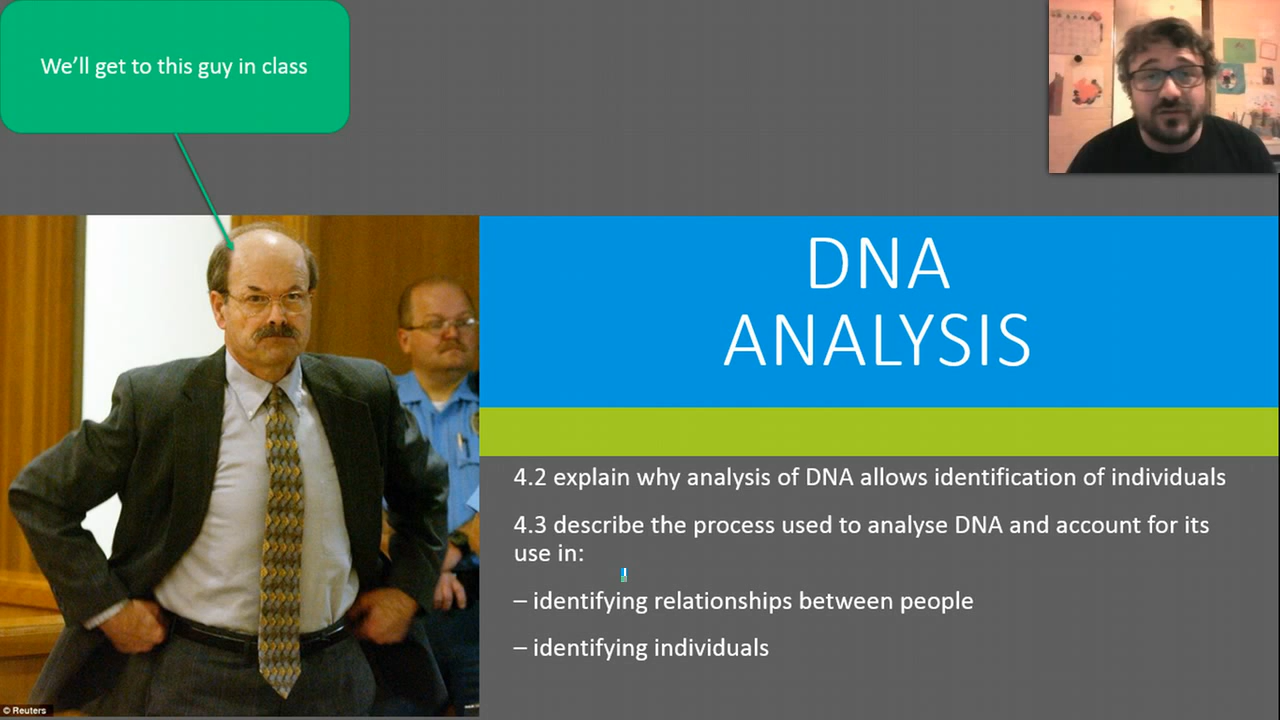 We'll get to this guy in class
DNA
ANALYSIS
4.2 explain why analysis of DNA allows identification of individuals
4.3 describe the process used to analyse DNA and account for its
use in:
– identifying relationships between people
– identifying individuals
© Reuters